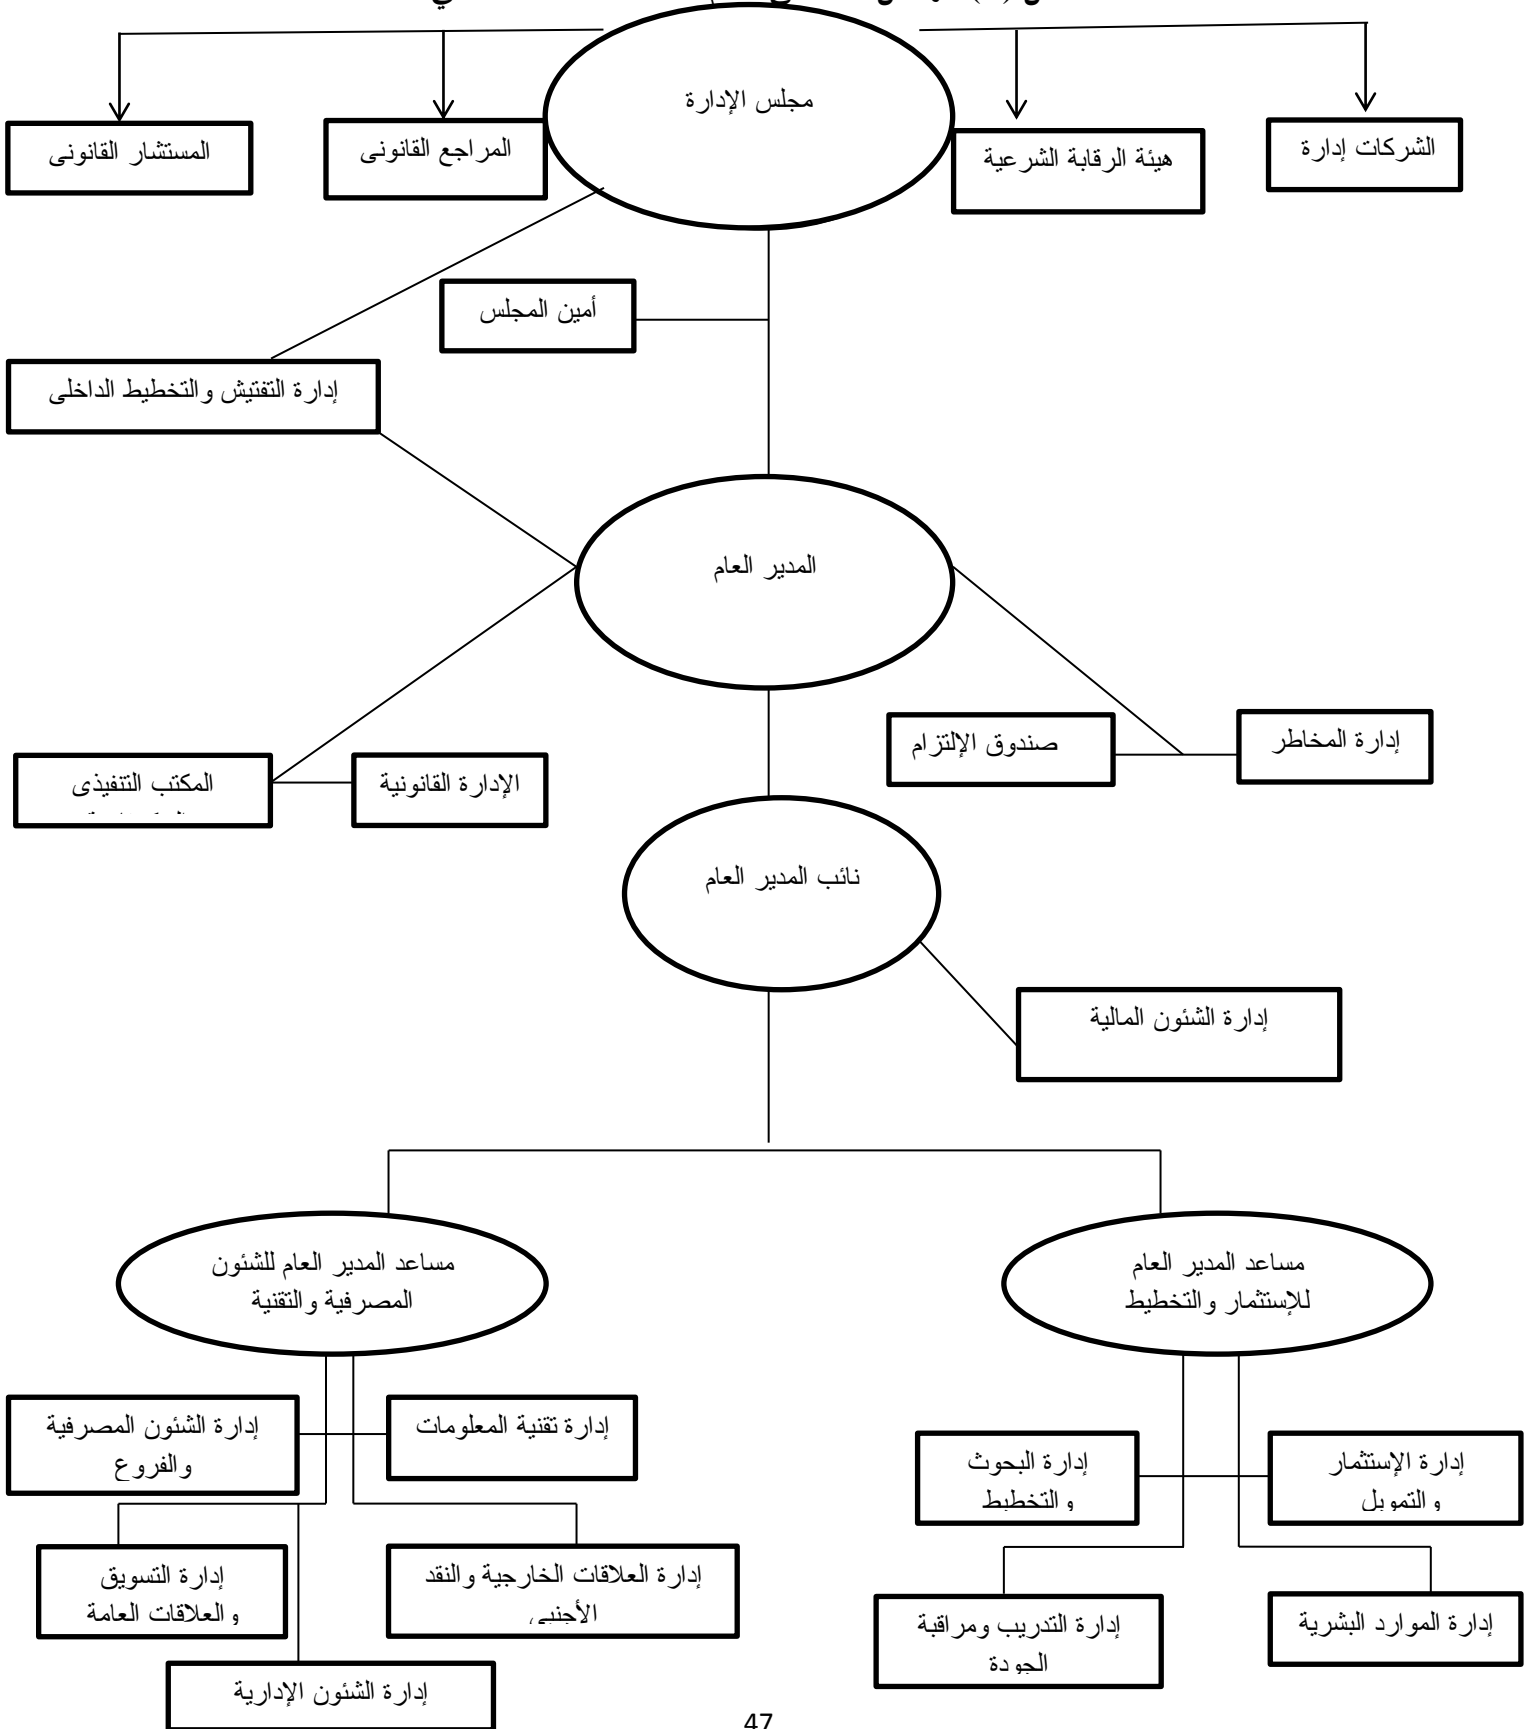 مجلس الإدارة
الشركات إدارة
هيئة الرقابة الشرعية
المراجع القانونى
المستشار القانونى
أمين المجلس
إدارة التفتيش والتخطيط الداخلى
المدير العام
إدارة المخاطر
صندوق الإلتزام
الإدارة القانونية
المكتب التنفيذى
نائب المدير العام
إدارة الشئون المالية
مساعد المدير العام
للإستثمار والتخطيط
مساعد المدير العام للشئون
المصرفية والتقنية
إدارة الإستثمار
والتمويل
إدارة البحوث
والتخطيط
إدارة تقنية المعلومات
إدارة الشئون المصرفية
والفروع
إدارة الموارد البشرية
إدارة التدريب ومراقبة
الجودة
إدارة العلاقات الخارجية والنقد
الأجنبى
إدارة التسويق
والعلاقات العامة
إدارة الشئون الإدارية
47